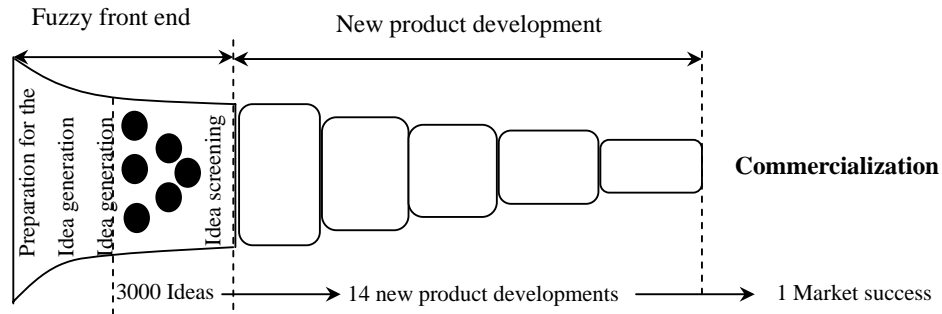 Fuzzy front end
New product development
Preparation for the
Idea generation
Idea generation
Idea screening
Commercialization
3000 Ideas
14 new product developments
1 Market success